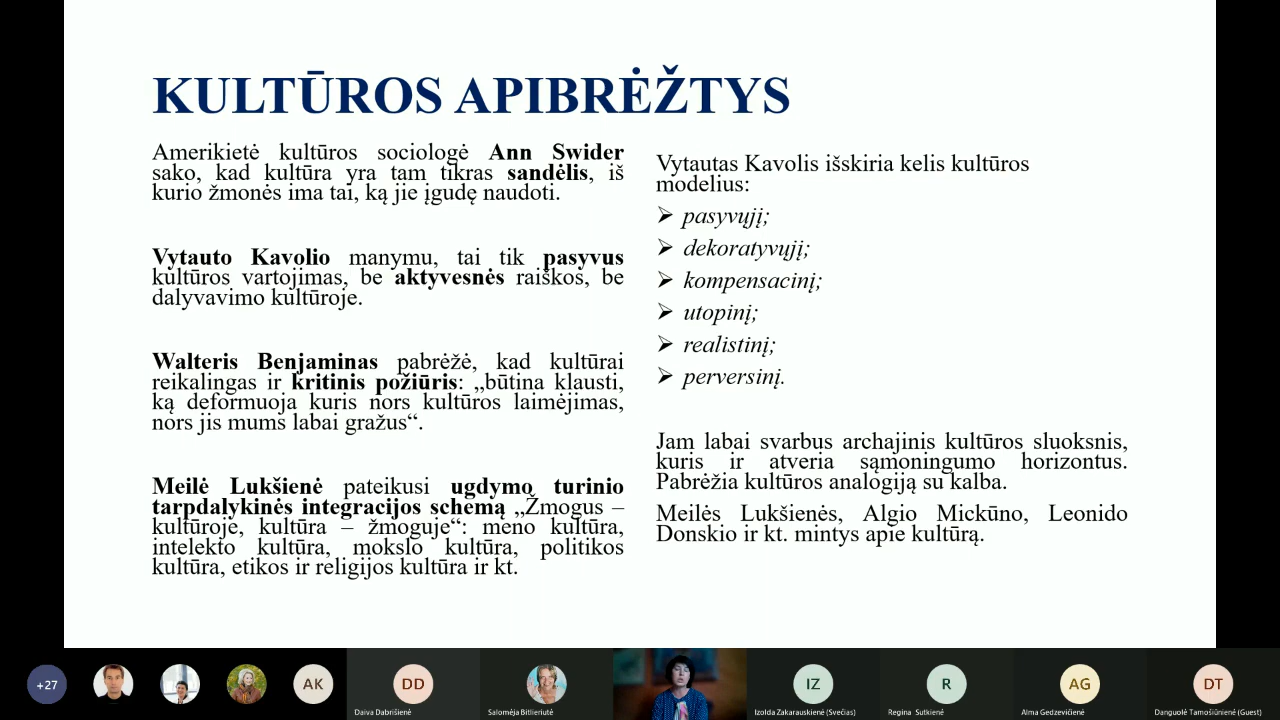 KULTŪROS APIBRĖŽTYS
Amerikietė kultūros sociologė Ann Swider
sako, kad kultūra yra tam tikras sandėlis, iš
kurio žmonės ima tai, ką jie įgudę naudoti.
Vytauto Kavolio manymu, tai tik pasyvus
kultūros vartojimas, be aktyvesnės raiškos, be
dalyvavimo kultūroje.
Walteris Benjaminas pabrėžė, kad kultūrai
reikalingas ir kritinis požiūris: „būtina klausti,
ką deformuoja kuris nors kultūros laimėjimas,
nors jis mums labai gražus“.
Meilė Lukšienė pateikusi ugdymo turinio
tarpdalykinės integracijos schemą „Žmogus –
kultūroje, kultūra – žmoguje“: meno kultūra,
intelekto kultūra, mokslo kultūra, politikos
kultūra, etikos ir religijos kultūra ir kt.
Vytautas Kavolis išskiria kelis kultūros
modelius:
➢ pasyvųjį;
➢ dekoratyvųjį;
➢ kompensacinį;
➢ utopinį;
➢ realistinį;
➢ perversinį.
Jam labai svarbus archajinis kultūros sluoksnis,
kuris ir atveria sąmoningumo horizontus.
Pabrėžia kultūros analogiją su kalba.
Meilės Lukšienės, Algio Mickūno, Leonido
Donskio ir kt. mintys apie kultūrą.
+27
AK
DD
IZ
R
AG
DT
Daiva Dabrišienė
Salomėja Bitlieriutė
Izolda Zakarauskienė (Svečias)
Regina Sutkienė
Alma Gedzevičienė
Danguolė Tamošiūnienė (Guest)